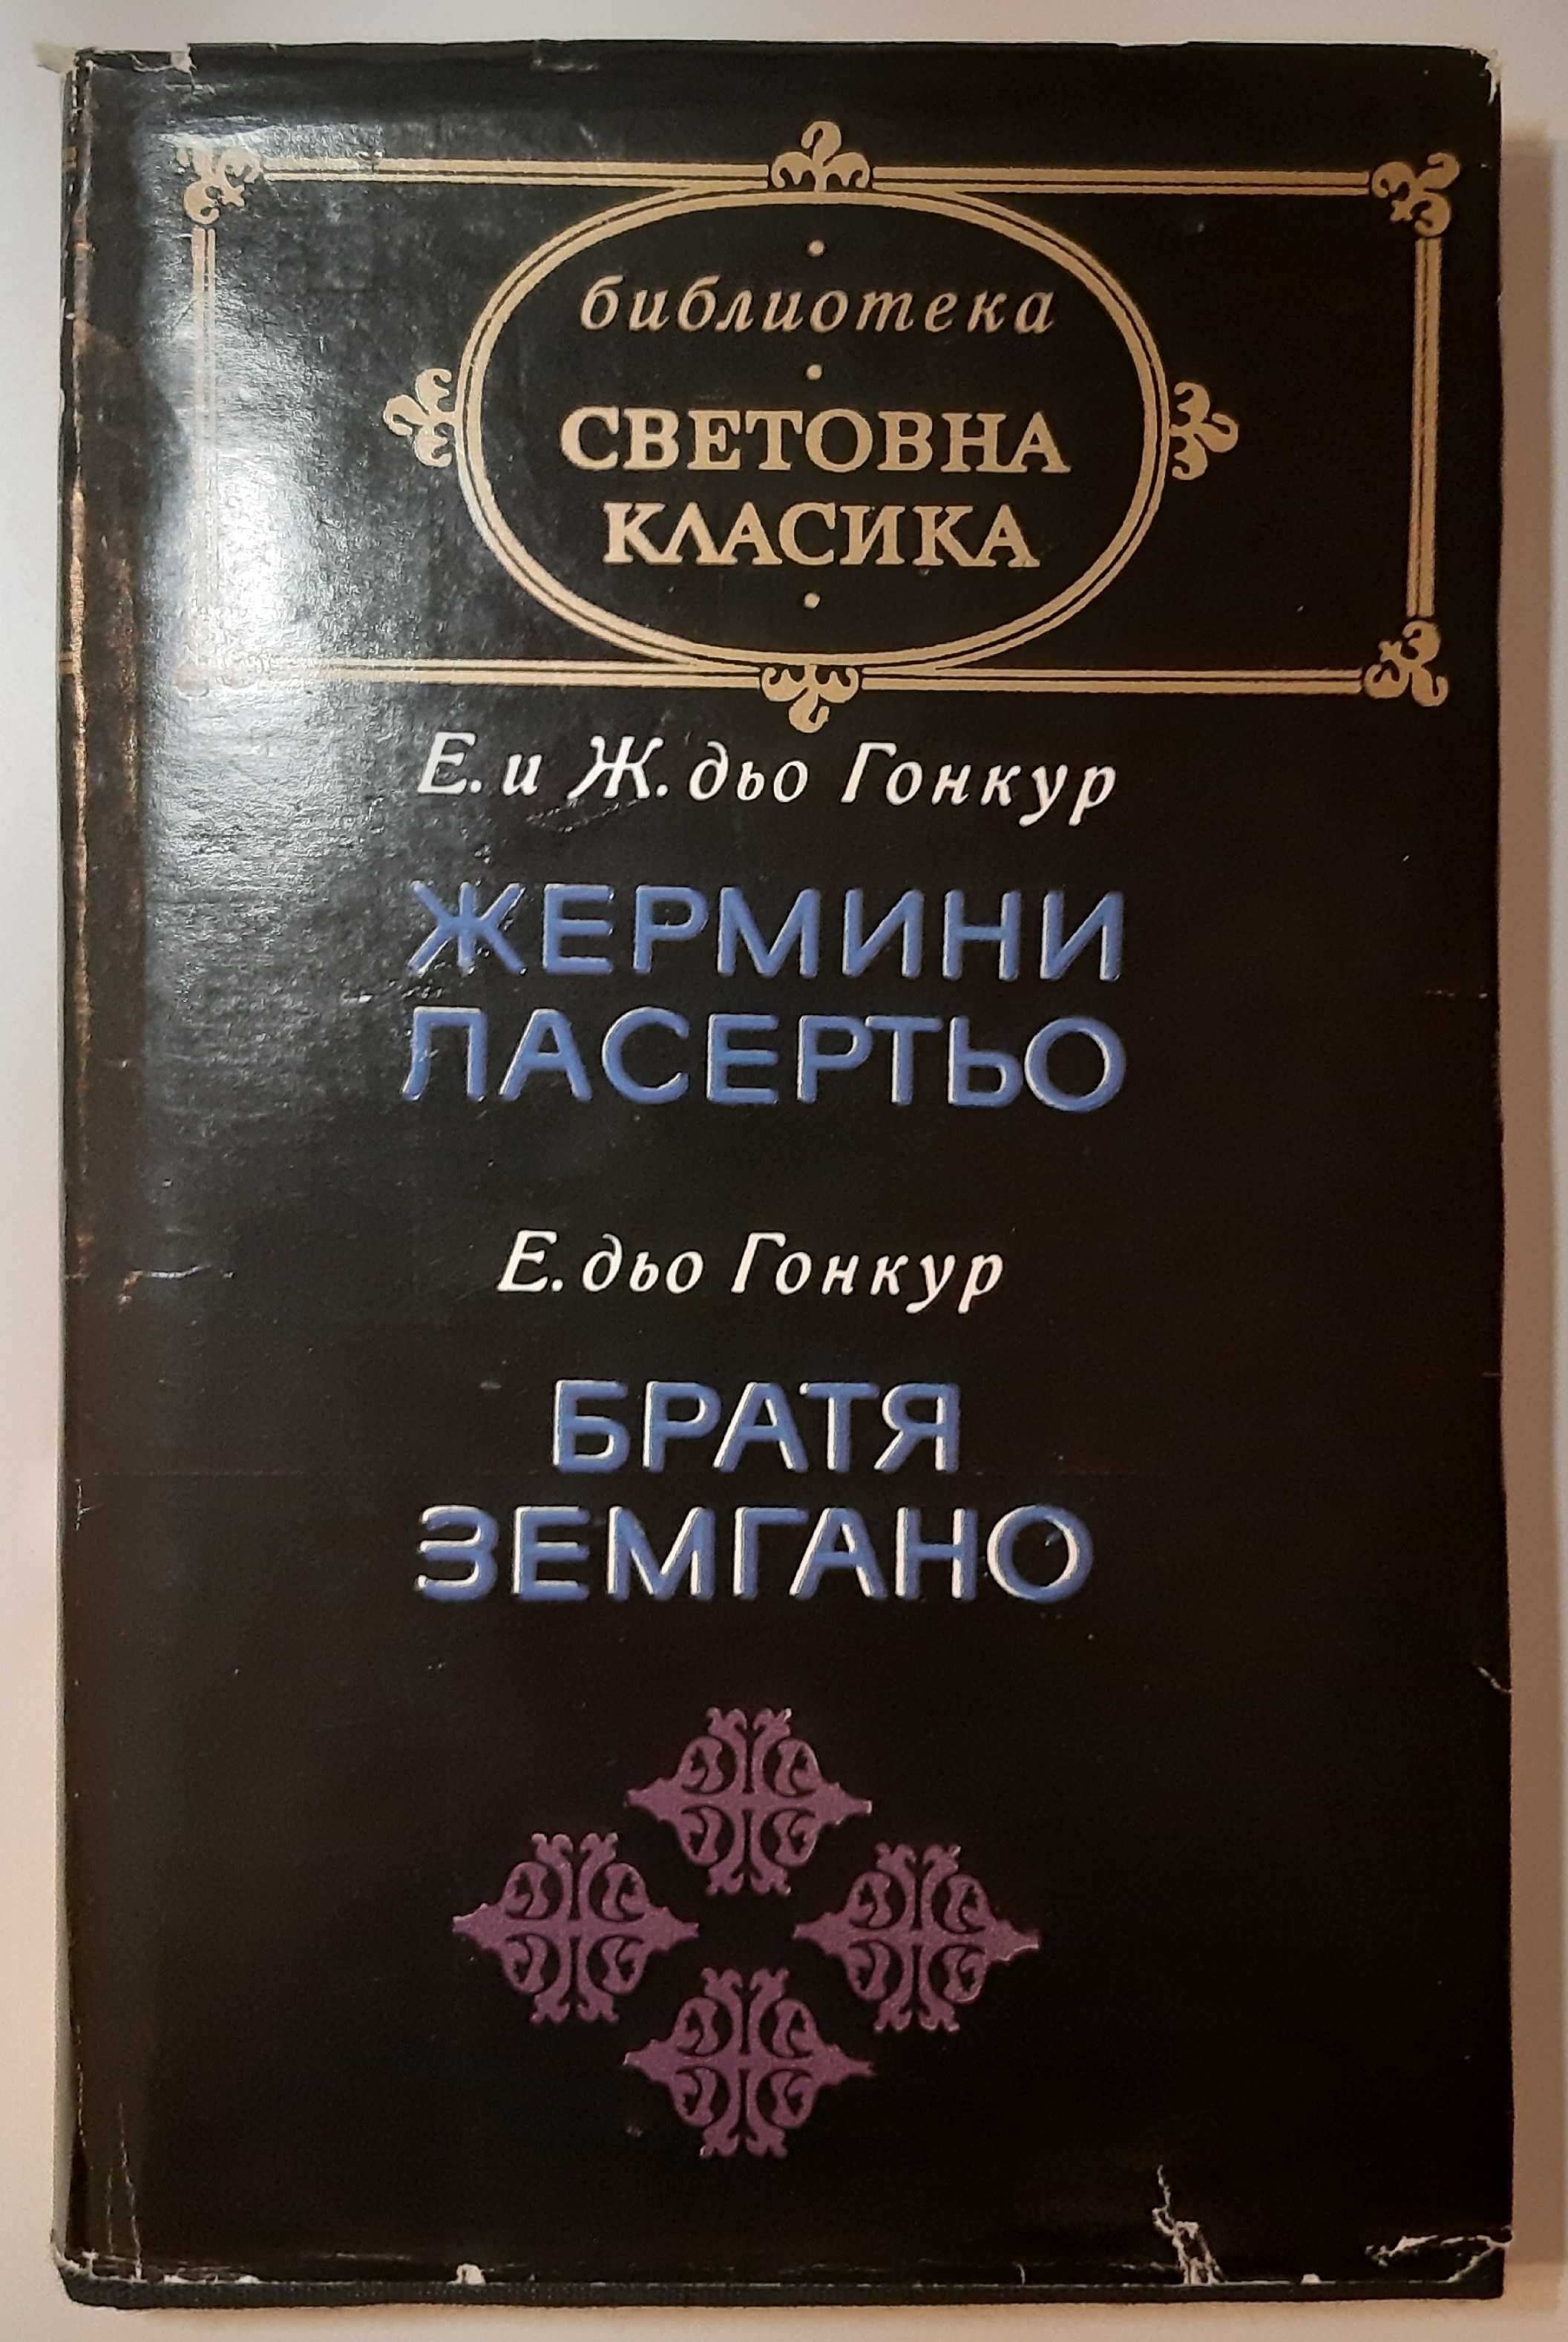 библиотека
СВЕТОВНА
КЛАСИКА
Е. и Ж. дьо Гонкур
ЖЕРМИНИ
ЛАСЕРТЬО
Е. дьо Гонкур
БРАТЯ
ЗЕМГАНО